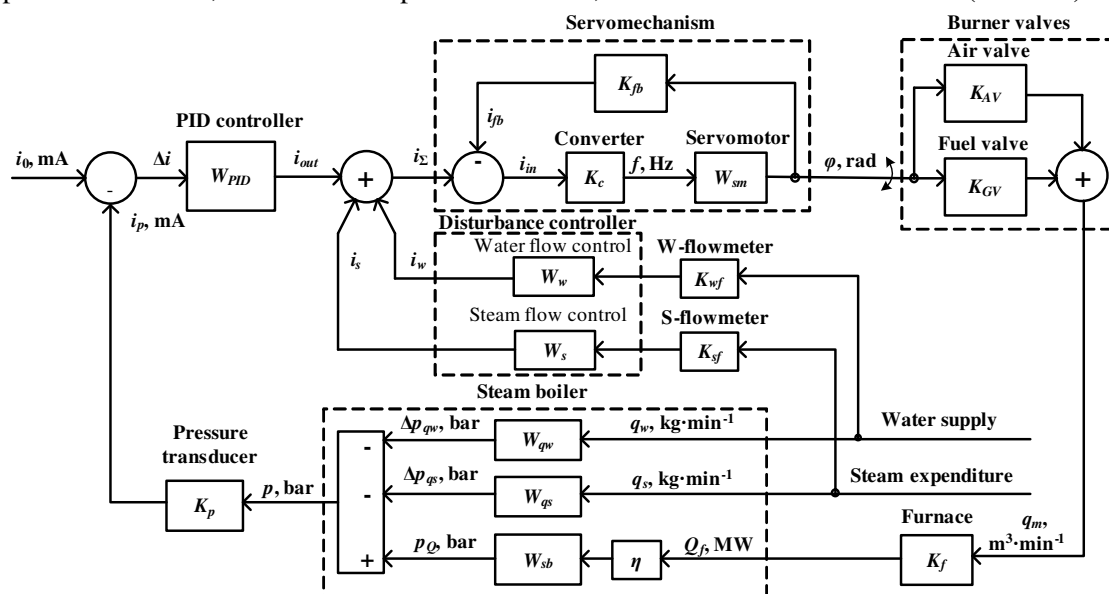 Servomechanism
Burner valves
Air valve
K_fb
K_AV
i_fb
PID controller
Converter
Servomotor
Fuel valve
i_0, mA
Δi
i_out
i_Σ
-
i_in
f, Hz
φ, rad
W_PID
+
K_c
W_sm
K_GV
+
-
i_p, mA
Disturbance controller
Water flow control
W-flowmeter
i_s
i_w
W_w
K_wf
Steam flow control
S-flowmeter
W_s
K_sf
Steam boiler
Δp_qw, bar
q_w, kg·min⁻¹
Water supply
-
W_qw
Pressure
transducer
Δp_qs, bar
q_s, kg·min⁻¹
Steam expenditure
p, bar
-
W_qs
K_p
Furnace
q_m,
m³·min⁻¹
p_Q, bar
Q_f, MW
+
W_sb
η
K_f